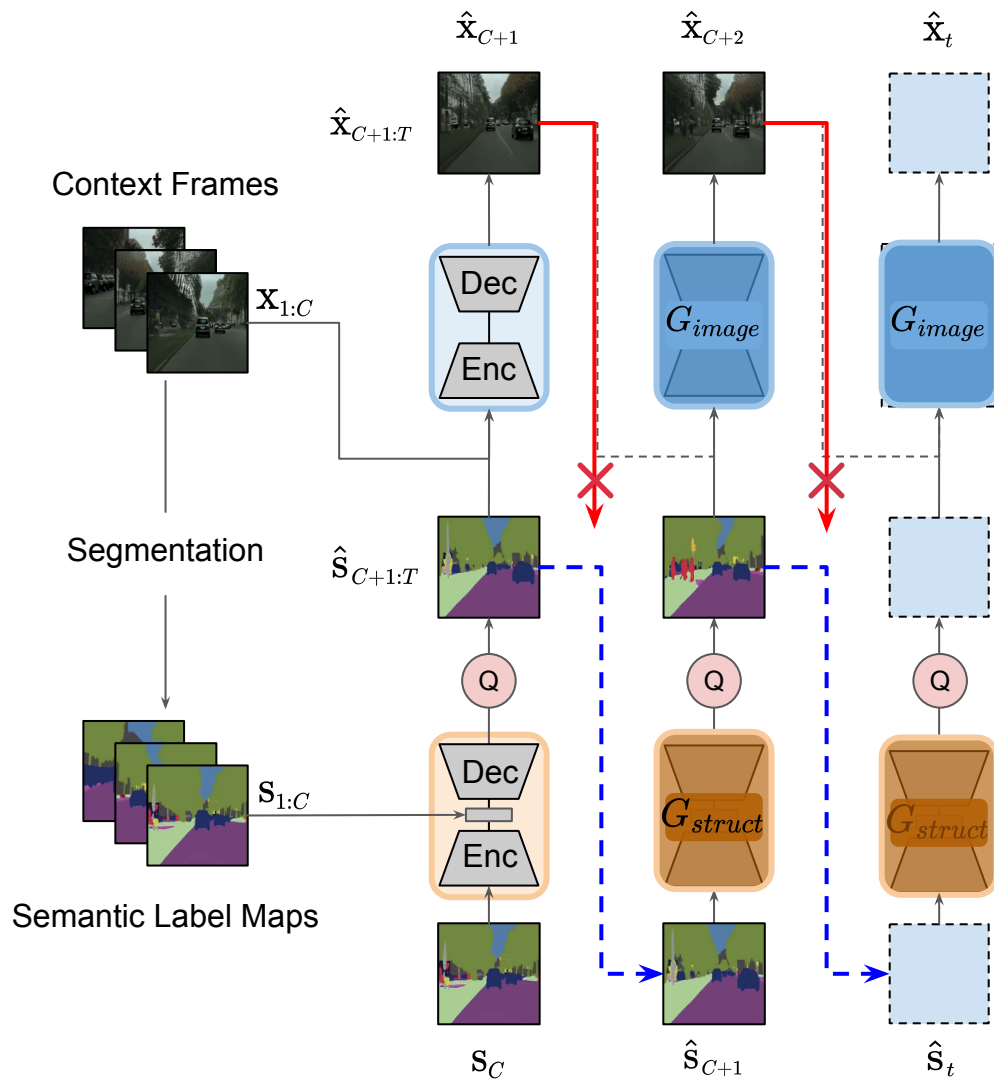 x̂_{C+1} x̂_{C+2} x̂_t
x̂_{C+1:T}
Context Frames
x_{1:C}
Dec
G_{image}
G_{image}
Enc
Segmentation
ŝ_{C+1:T}
Q Q Q
s_{1:C}
Dec
G_{struct}
G_{struct}
Enc
Semantic Label Maps
s_C ŝ_{C+1} ŝ_t